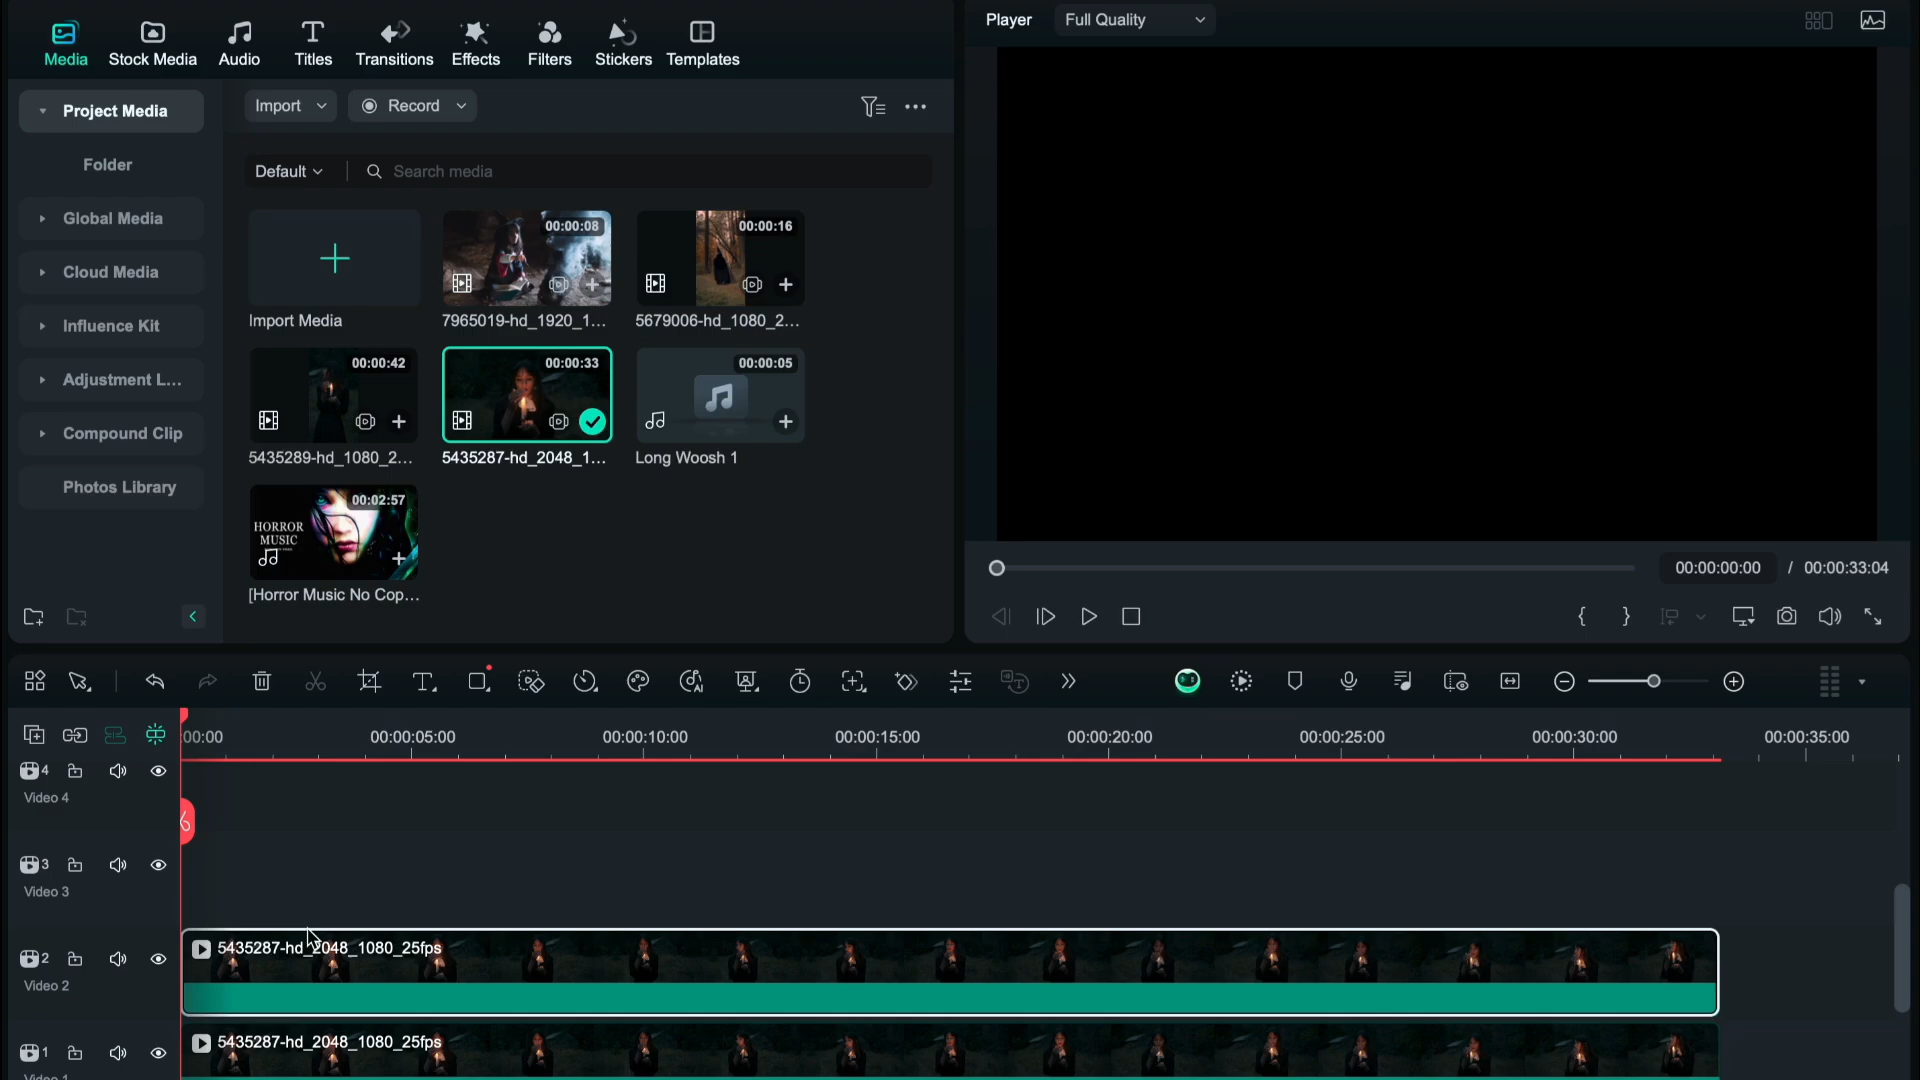 Media
Stock Media
Audio
Titles
Transitions
Effects
Filters
Stickers
Templates
Player
Full Quality
Project Media
Folder
Global Media
Cloud Media
Influence Kit
Adjustment L...
Compound Clip
Photos Library
Import
Record
Default
Search media
Import Media
00:00:08
7965019-hd_1920_1...
00:00:16
5679006-hd_1080_2...
00:00:42
5435289-hd_1080_2...
00:00:33
5435287-hd_2048_1...
00:00:05
Long Woosh 1
00:02:57
HORROR
MUSIC
[Horror Music No Cop...
00:00:00:00 / 00:00:33:04
:00:00
00:00:05:00
00:00:10:00
00:00:15:00
00:00:20:00
00:00:25:00
00:00:30:00
00:00:35:00
4
Video 4
3
Video 3
2
Video 2
5435287-hd_2048_1080_25fps
1
Video 1
5435287-hd_2048_1080_25fps